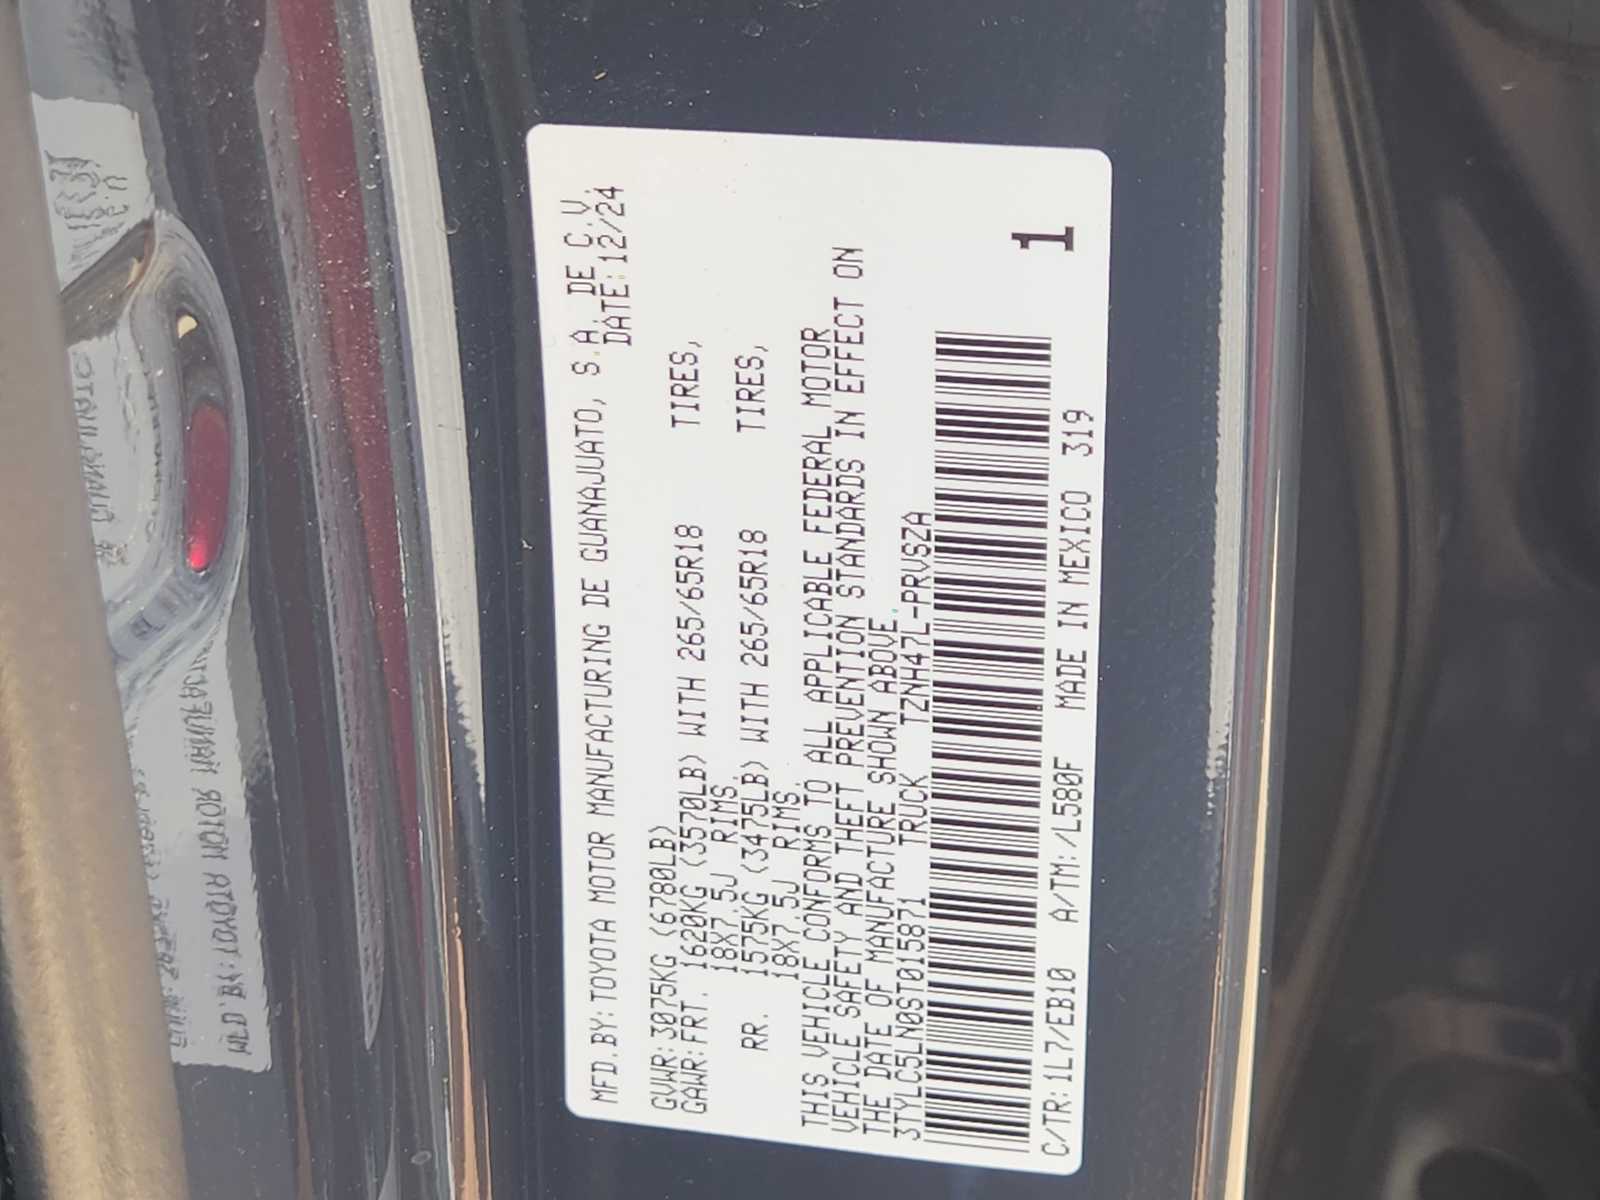 MFD.BY:TOYOTA MOTOR MANUFACTURING DE GUANAJUATO, S.A. DE C.V.
DATE:12/24
GVWR:3075KG (6780LB)
GAWR:FRT. 1620KG (3570LB) WITH 265/65R18 TIRES,
18X7.5J RIMS.
RR. 1575KG (3475LB) WITH 265/65R18 TIRES,
18X7.5J RIMS.
THIS VEHICLE CONFORMS TO ALL APPLICABLE FEDERAL MOTOR
VEHICLE SAFETY AND THEFT PREVENTION STANDARDS IN EFFECT ON
THE DATE OF MANUFACTURE SHOWN ABOVE.
3TYLC5LN0ST015871 TRUCK TZNH47L-PRVSZA
1
C/TR:1L7/EB10 A/TM:/L580F MADE IN MEXICO 319